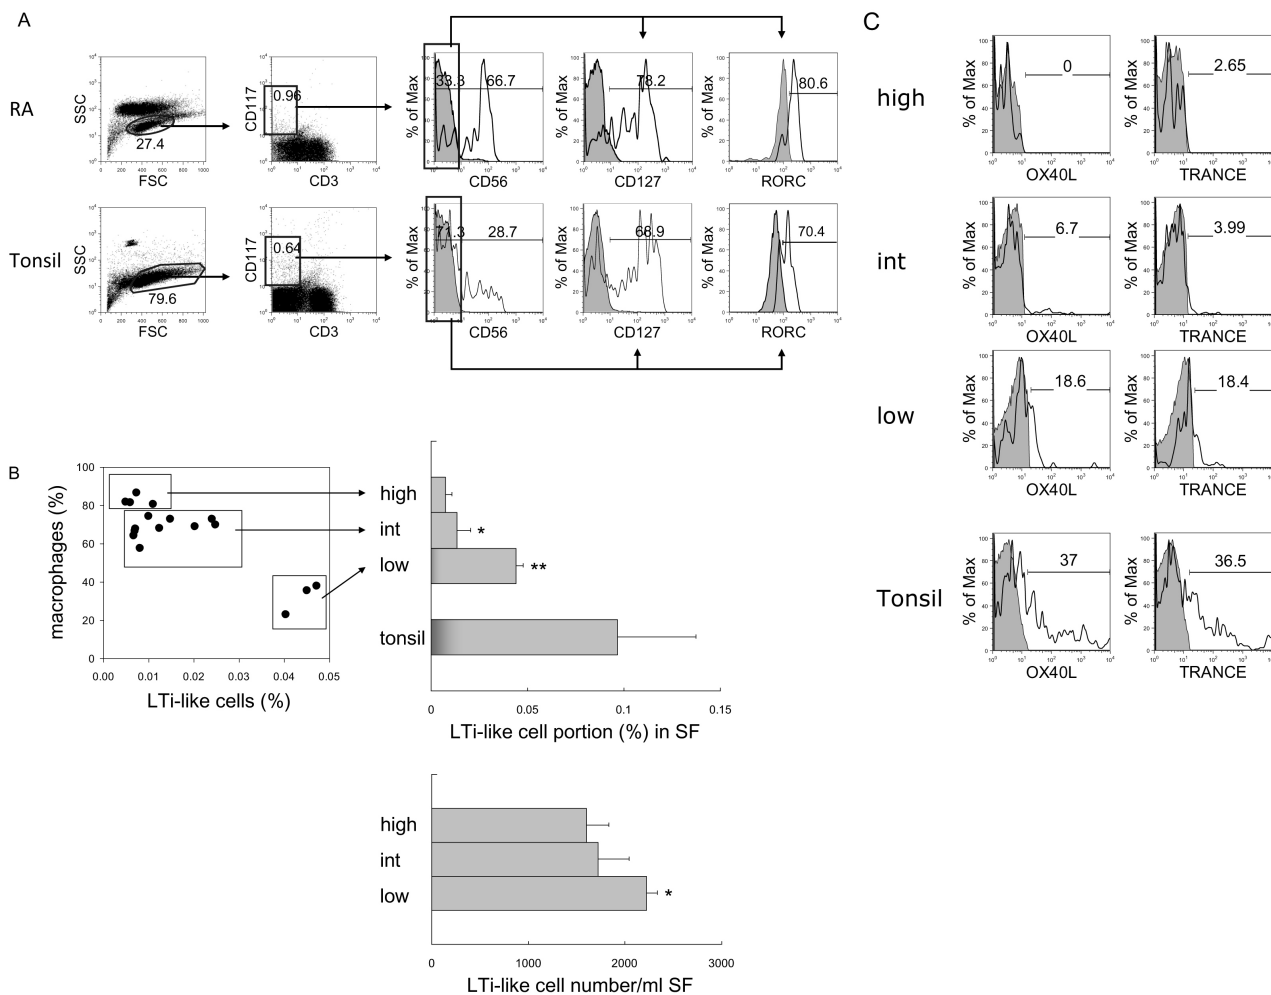 A
C
RA
SSC
27.4
FSC
CD117
0.96
CD3
% of Max
33.3 66.7
CD56
% of Max
78.2
CD127
% of Max
80.6
RORC
Tonsil
SSC
79.6
FSC
CD117
0.64
CD3
% of Max
71.3 28.7
CD56
% of Max
68.9
CD127
% of Max
70.4
RORC
high
% of Max
0
OX40L
% of Max
2.65
TRANCE
int
% of Max
6.7
OX40L
% of Max
3.99
TRANCE
low
% of Max
18.6
OX40L
% of Max
18.4
TRANCE
Tonsil
% of Max
37
OX40L
% of Max
36.5
TRANCE
B
macrophages (%)
100
80
60
40
20
0
0.00 0.01 0.02 0.03 0.04 0.05
LTi-like cells (%)
high
int *
low **
tonsil
0 0.05 0.1 0.15
LTi-like cell portion (%) in SF
high
int
low *
0 1000 2000 3000
LTi-like cell number/ml SF